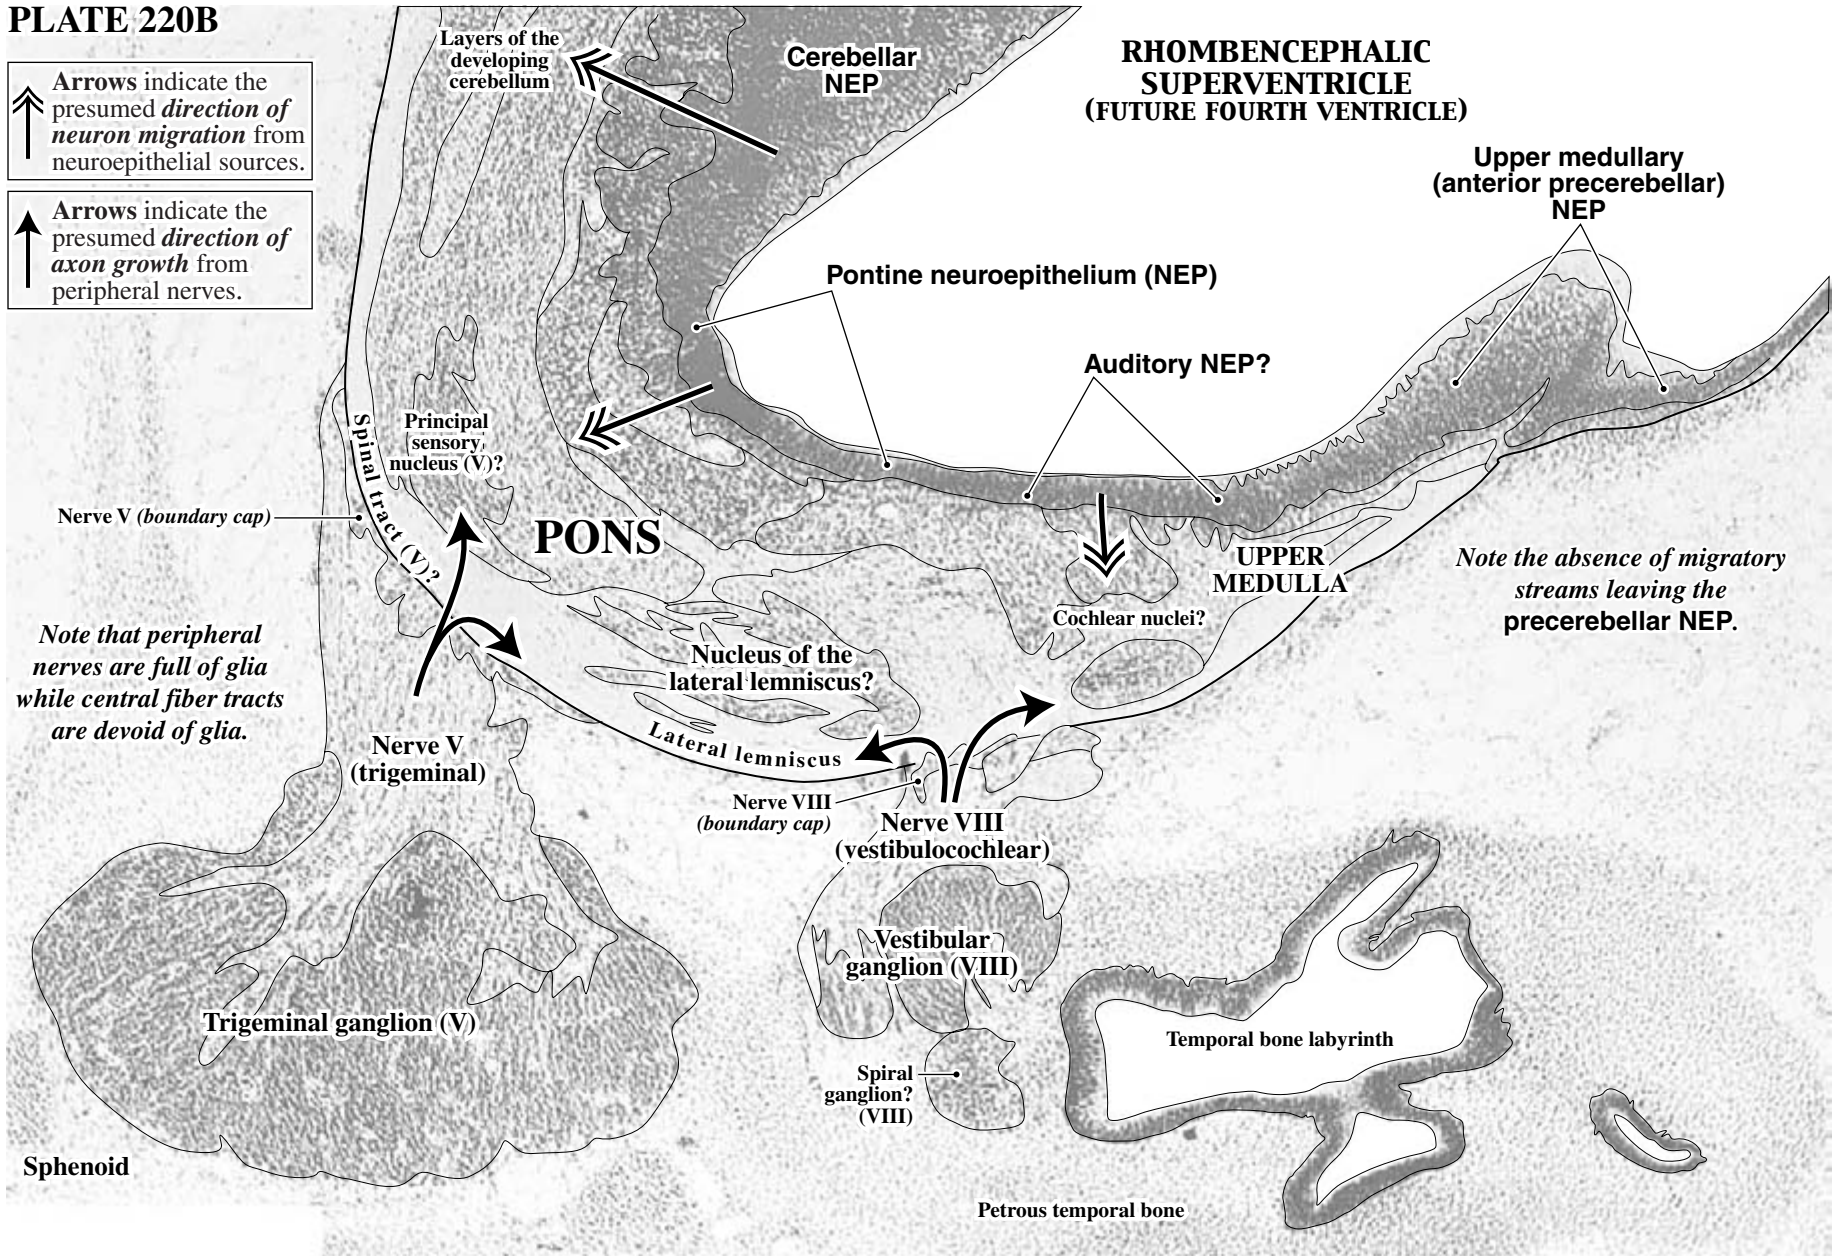 PLATE 220B
Arrows indicate the
presumed direction of
neuron migration from
neuroepithelial sources.
Arrows indicate the
presumed direction of
axon growth from
peripheral nerves.
Layers of the
developing
cerebellum
Cerebellar
NEP
RHOMBENCEPHALIC
SUPERVENTRICLE
(FUTURE FOURTH VENTRICLE)
Upper medullary
(anterior precerebellar)
NEP
Pontine neuroepithelium (NEP)
Auditory NEP?
Principal
sensory
nucleus (V)?
Spinal tract (V)?
Nerve V (boundary cap)
PONS
UPPER
MEDULLA
Note the absence of migratory
streams leaving the
precerebellar NEP.
Cochlear nuclei?
Note that peripheral
nerves are full of glia
while central fiber tracts
are devoid of glia.
Nucleus of the
lateral lemniscus?
Lateral lemniscus
Nerve V
(trigeminal)
Nerve VIII
(boundary cap)
Nerve VIII
(vestibulocochlear)
Vestibular
ganglion (VIII)
Trigeminal ganglion (V)
Temporal bone labyrinth
Spiral
ganglion?
(VIII)
Sphenoid
Petrous temporal bone